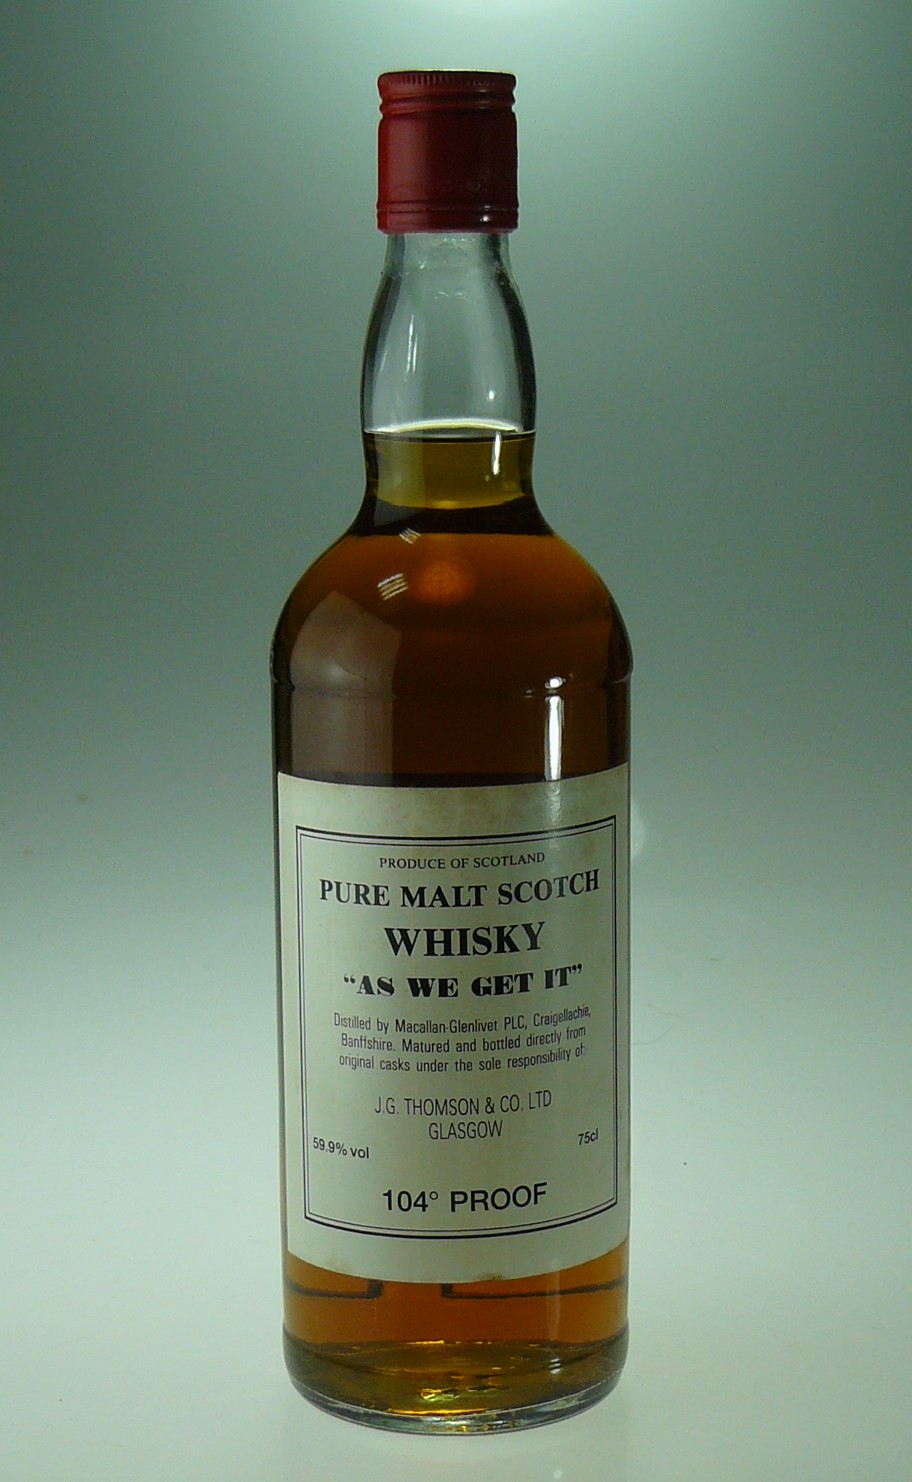 PRODUCE OF SCOTLAND
PURE MALT SCOTCH
WHISKY
“AS WE GET IT”
Distilled by Macallan-Glenlivet PLC, Craigellachie,
Banffshire. Matured and bottled directly from
original casks under the sole responsibility of:
J.G. THOMSON & CO. LTD
GLASGOW
59.9% vol
75cl
104° PROOF